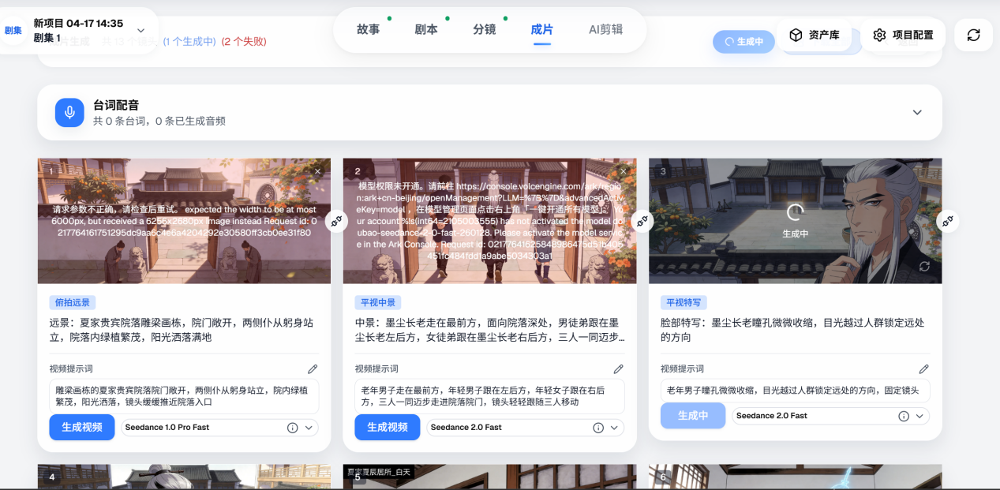 剧集
新项目 04-17 14:35
剧集 1
故事
剧本
分镜
成片
AI剪辑
片生成 共 13 个镜头 (1 个生成中) (2 个失败)
生成中
资产库
项目配置
台词配音
共 0 条台词，0 条已生成音频
1
请求参数不正确，请检查后重试。 expected the width to be at most
6000px, but received a 6256x2680px image instead Request id: 0
2
模型权限未开通。请前往 https://console.volcengine.com/ark/regio
n:ark+cn-beijing/openManagement?LLM=%7B%7D&advancedActiv
eKey=model ，在模型管理页面点击右上角「一键开通所有模型」。 Yo
ur account %!s(int64=2105003555) has not activated the model do
ubao-seedance-2-0-fast-260128. Please activate the model servic
e in the Ark Console. Request id:
3
生成中
俯拍远景
远景：夏家贵宾院落雕梁画栋，院门敞开，两侧仆从躬身站
立，院落内绿植繁茂，阳光洒落满地
视频提示词
雕梁画栋的夏家贵宾院落院门敞开，两侧仆从躬身站立，院内绿植
繁茂，阳光洒落，镜头缓缓推近院落入口
生成视频
Seedance 1.0 Pro Fast
平视中景
中景：墨尘长老走在最前方，面向院落深处，男徒弟跟在墨
尘长老左后方，女徒弟跟在墨尘长老右后方，三人一同迈步...
视频提示词
老年男子走在最前方，年轻男子跟在左后方，年轻女子跟在右后
方，三人一同迈步走进院落院门，镜头轻轻跟随三人移动
生成视频
Seedance 2.0 Fast
平视特写
脸部特写：墨尘长老瞳孔微微收缩，目光越过人群锁定远处
的方向
视频提示词
老年男子瞳孔微微收缩，目光越过人群锁定远处的方向，固定镜头
生成中
Seedance 2.0 Fast
4
夏家夏辰居所_白天
5
6